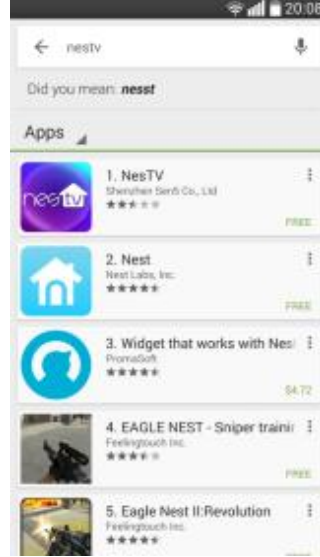 20:08
nestv
Did you mean: nesst
Apps
nestv
1. NesTV
Shenzhen Sen5 Co., Ltd
FREE
2. Nest
Nest Labs, Inc.
FREE
3. Widget that works with Nes
PromaSoft
$4.72
4. EAGLE NEST - Sniper trainir
Feelingtouch Inc.
FREE
5. Eagle Nest II:Revolution
Feelingtouch Inc.